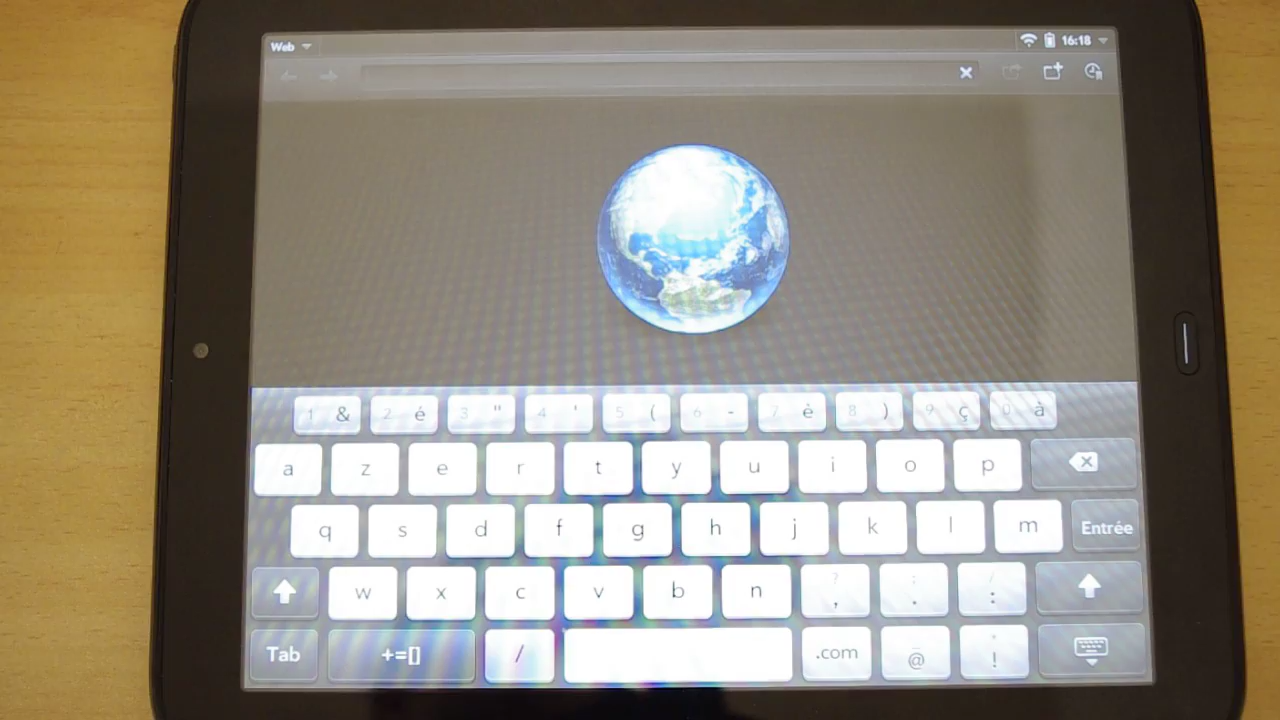 Web 16:18
1 & 2 é 3 " 4 ' 5 ( 6 - 7 è 8 ) 9 ç 0 à
a z e r t y u i o p
q s d f g h j k l m Entrée
w x c v b n ? , ; . / :
Tab +=[] / .com @ !